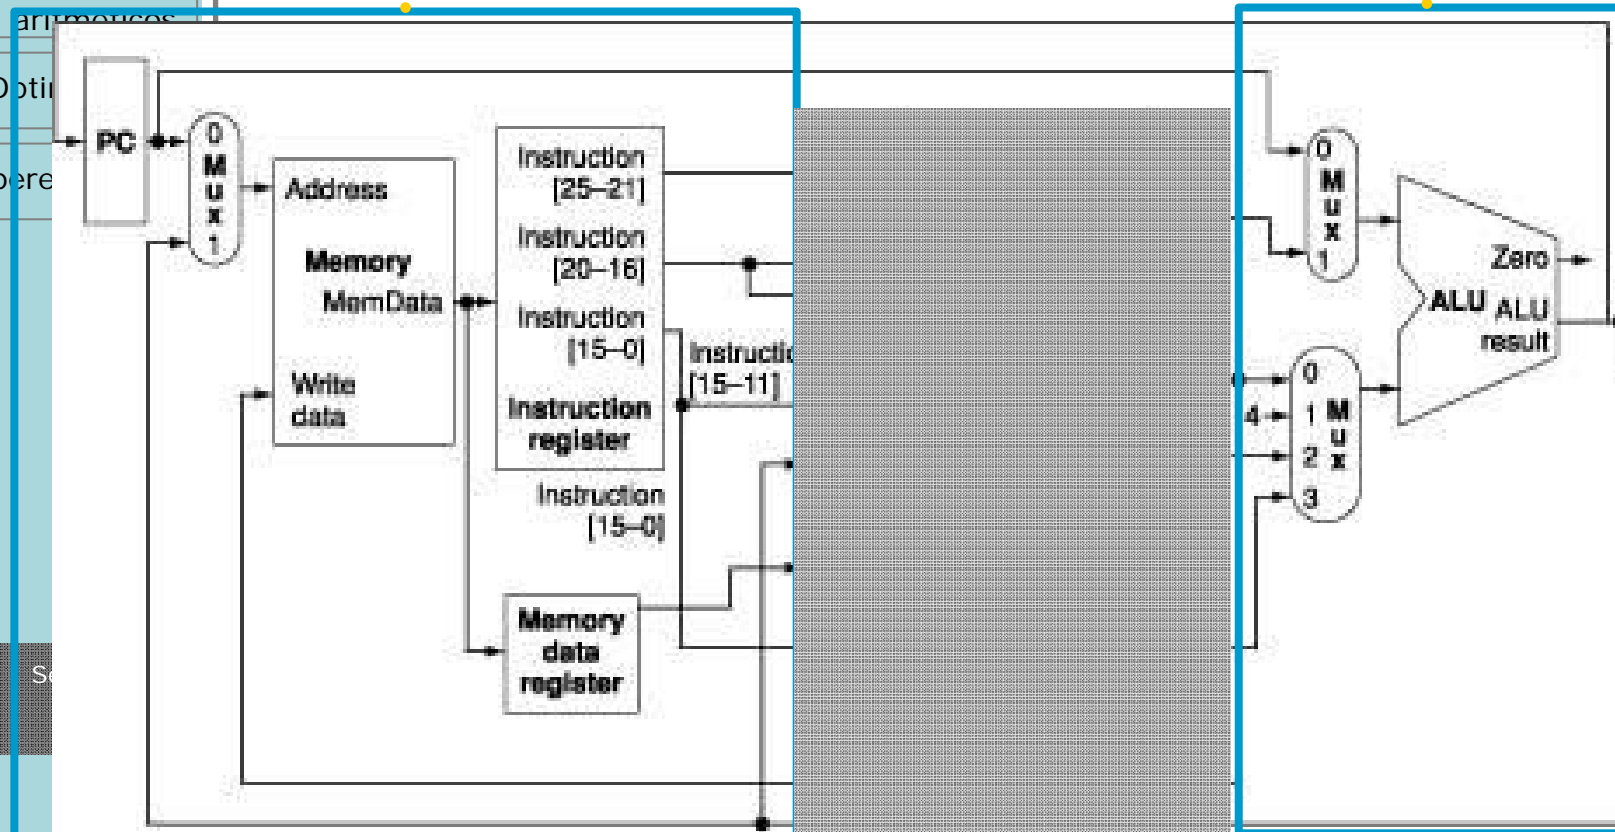 aritméticos
PC
0
M
u
x
1
Address
Memory
MemData
Write
data
Instruction
[25–21]
Instruction
[20–16]
Instruction
[15–0]
Instruction
register
Instruction
[15–0]
[15–11]
Memory
data
register
0
M
u
x
1
0
4 1 M
u
2 x
3
Zero
ALU ALU
result